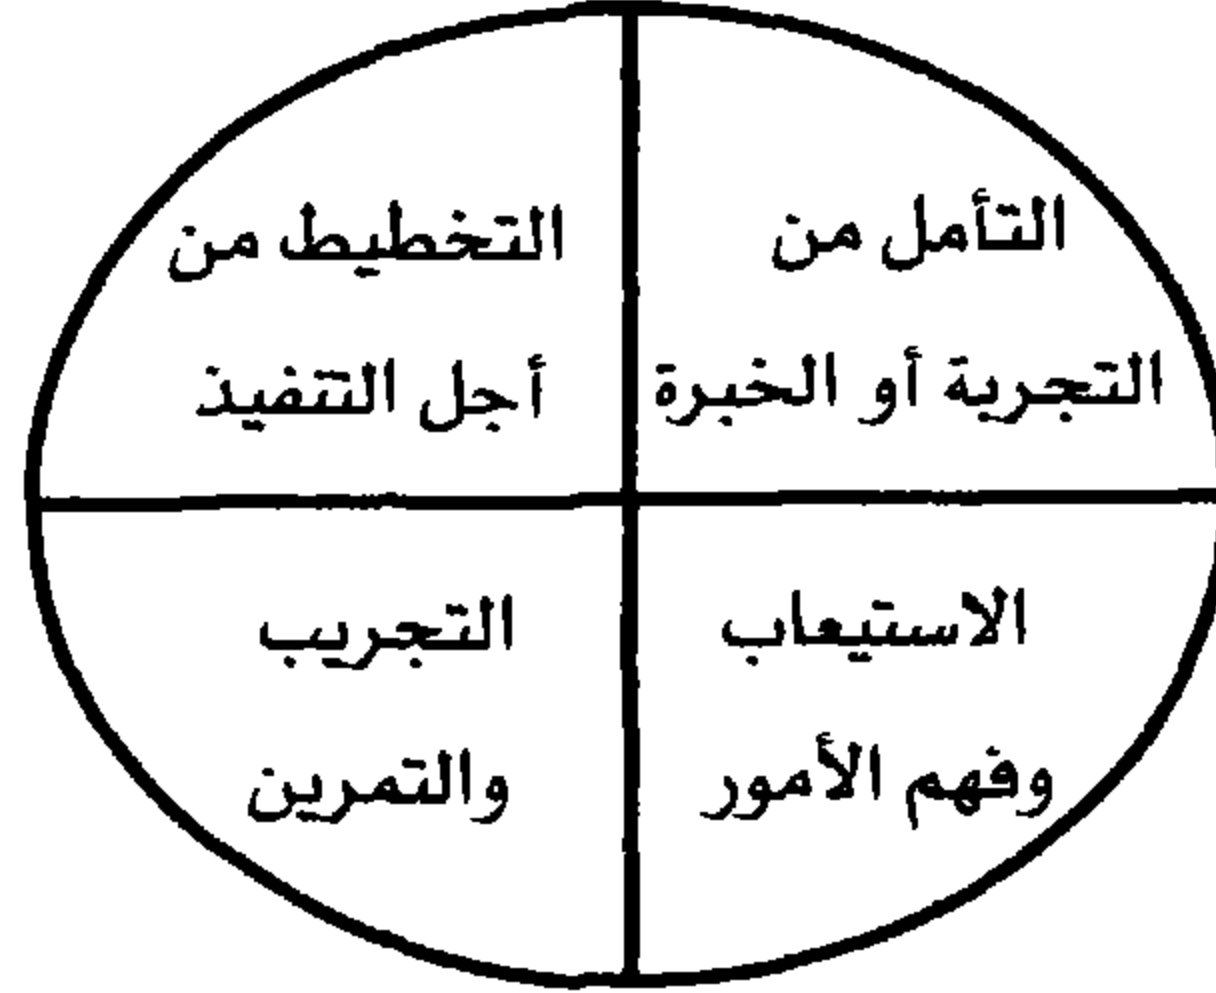 التأمل من
التجربة أو الخبرة
التخطيط من
أجل التنفيذ
الاستيعاب
وفهم الأمور
التجريب
والتمرين